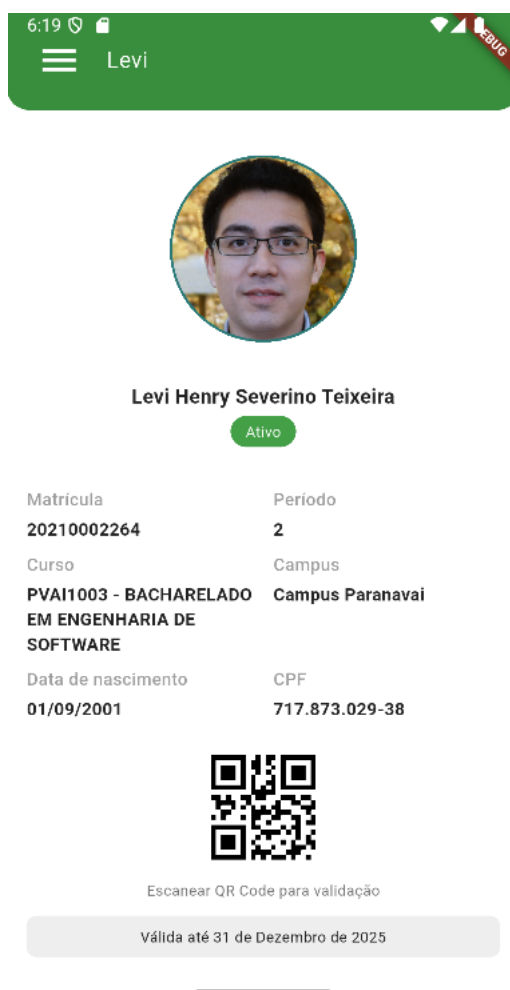 6:19
Levi
Levi Henry Severino Teixeira
Ativo
Matrícula
Período
20210002264
2
Curso
Campus
PVAI1003 - BACHARELADO
Campus Paranavai
EM ENGENHARIA DE
SOFTWARE
Data de nascimento
CPF
01/09/2001
717.873.029-38
Escanear QR Code para validação
Válida até 31 de Dezembro de 2025